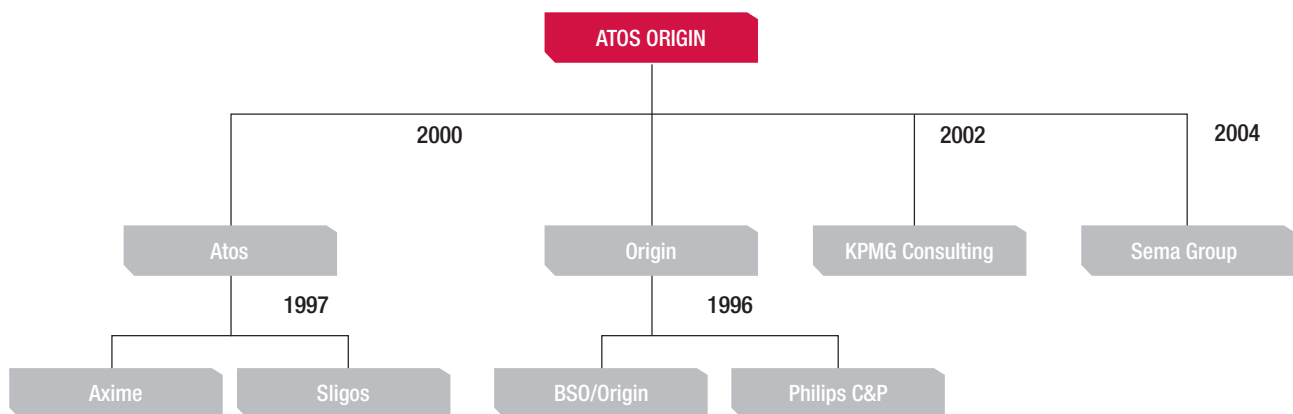 ATOS ORIGIN
2000
2002
2004
Atos
Origin
KPMG Consulting
Sema Group
1997
1996
Axime
Sligos
BSO/Origin
Philips C&P